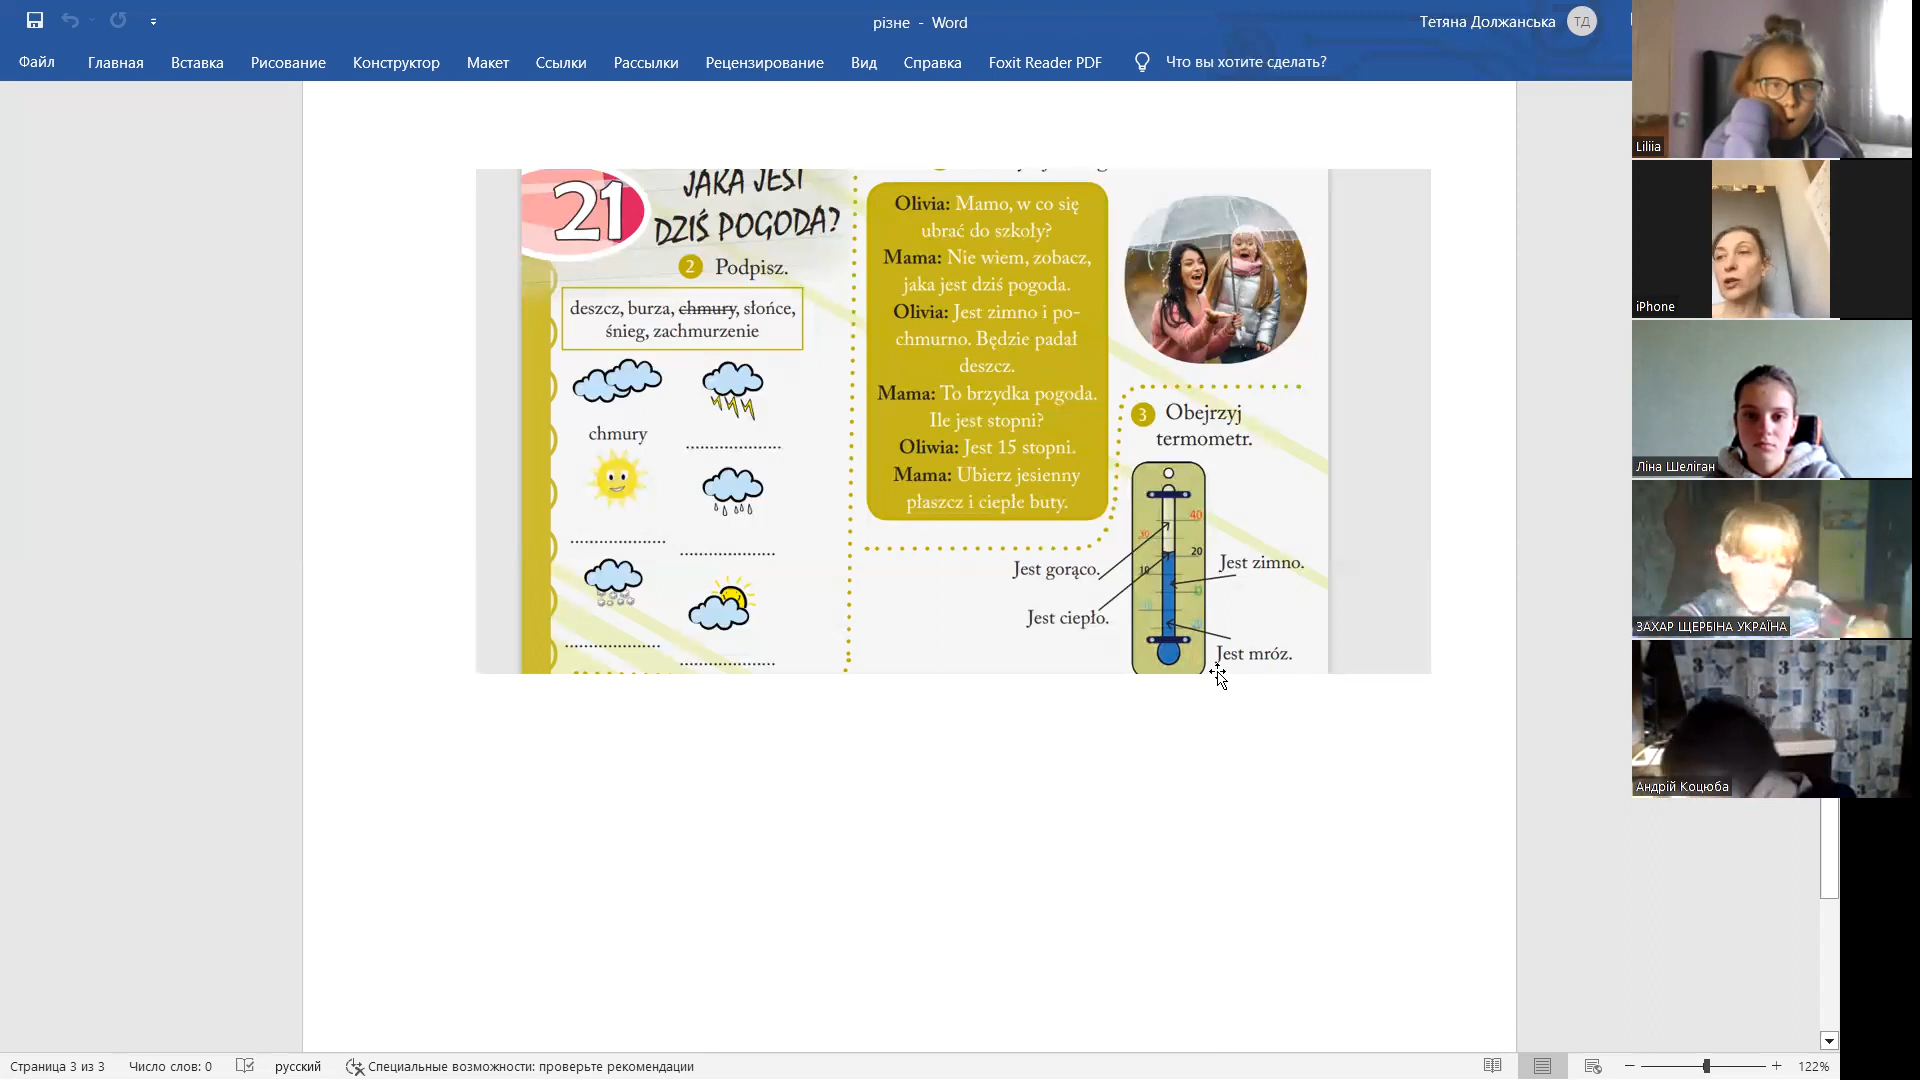 різне - Word
Тетяна Должанська
ТД
Файл
Главная
Вставка
Рисование
Конструктор
Макет
Ссылки
Рассылки
Рецензирование
Вид
Справка
Foxit Reader PDF
Что вы хотите сделать?
21
JAKA JEST
DZIŚ POGODA?
2 Podpisz.
deszcz, burza, chmury, słońce,
śnieg, zachmurzenie
chmury
Olivia: Mamo, w co się
ubrać do szkoły?
Mama: Nie wiem, zobacz,
jaka jest dziś pogoda.
Olivia: Jest zimno i po-
chmurno. Będzie padał
deszcz.
Mama: To brzydka pogoda.
Ile jest stopni?
Oliwia: Jest 15 stopni.
Mama: Ubierz jesienny
płaszcz i ciepłe buty.
3 Obejrzyj
termometr.
40
30
20
10
0
Jest gorąco.
Jest zimno.
Jest ciepło.
Jest mróz.
Liliia
iPhone
Ліна Шеліган
ЗАХАР ЩЕРБІНА УКРАЇНА
Андрій Коцюба
Страница 3 из 3
Число слов: 0
русский
Специальные возможности: проверьте рекомендации
122%